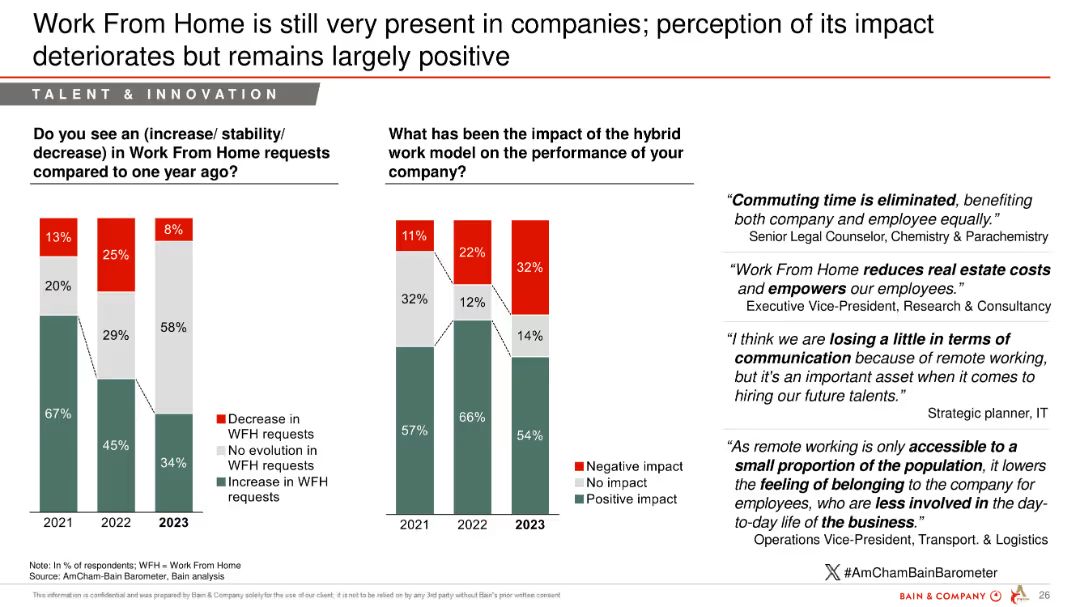 Work From Home is still very present in companies; perception of its impact
deteriorates but remains largely positive
TALENT & INNOVATION
Do you see an (increase/ stability/
decrease) in Work From Home requests
compared to one year ago?
13%
20%
67%
25%
29%
45%
8%
58%
34%
2021
2022
2023
Decrease in
WFH requests
No evolution in
WFH requests
Increase in WFH
requests
What has been the impact of the hybrid
work model on the performance of your
company?
11%
32%
57%
22%
12%
66%
32%
14%
54%
2021
2022
2023
Negative impact
No impact
Positive impact
“Commuting time is eliminated, benefiting
both company and employee equally.”
Senior Legal Counselor, Chemistry & Parachemistry
“Work From Home reduces real estate costs
and empowers our employees.”
Executive Vice-President, Research & Consultancy
“I think we are losing a little in terms of
communication because of remote working,
but it’s an important asset when it comes to
hiring our future talents.”
Strategic planner, IT
“As remote working is only accessible to a
small proportion of the population, it lowers
the feeling of belonging to the company for
employees, who are less involved in the day-
to-day life of the business.”
Operations Vice-President, Transport. & Logistics
Note: In % of respondents; WFH = Work From Home
Source: AmCham-Bain Barometer, Bain analysis
#AmChamBainBarometer
This information is confidential and was prepared by Bain & Company solely for the use of our client; it is not to be relied on by any 3rd party without Bain's prior written consent
BAIN & COMPANY
26